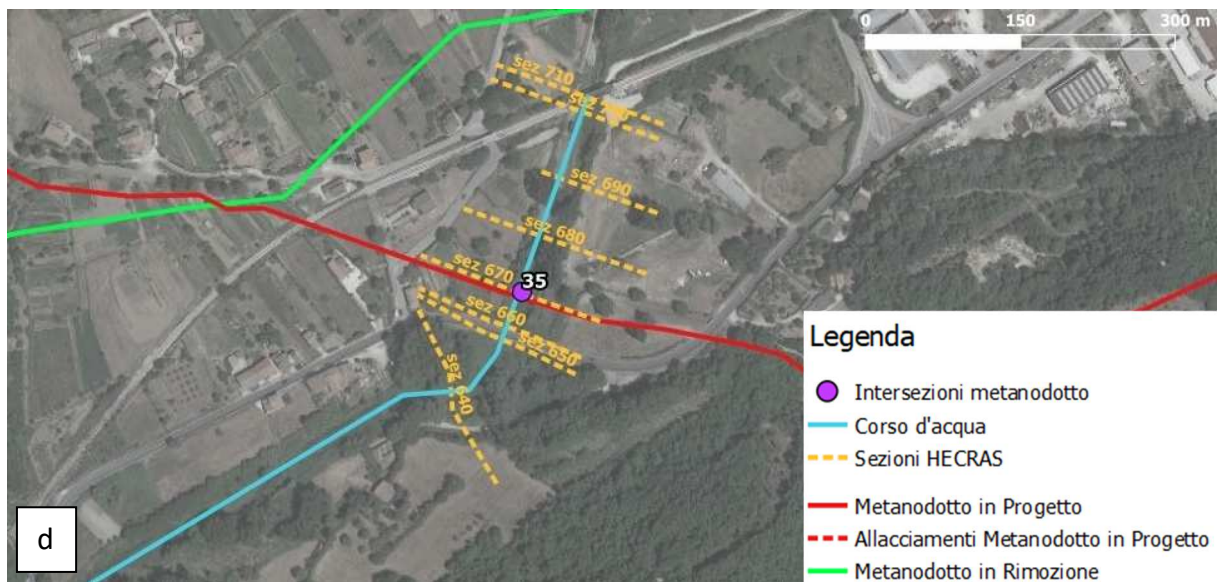 0 150 300 m
sez 710
sez
sez 690
sez 680
sez 670
35
sez 660
sez 650
sez 640
Legenda
Intersezioni metanodotto
Corso d'acqua
Sezioni HECRAS
Metanodotto in Progetto
Allacciamenti Metanodotto in Progetto
Metanodotto in Rimozione
d